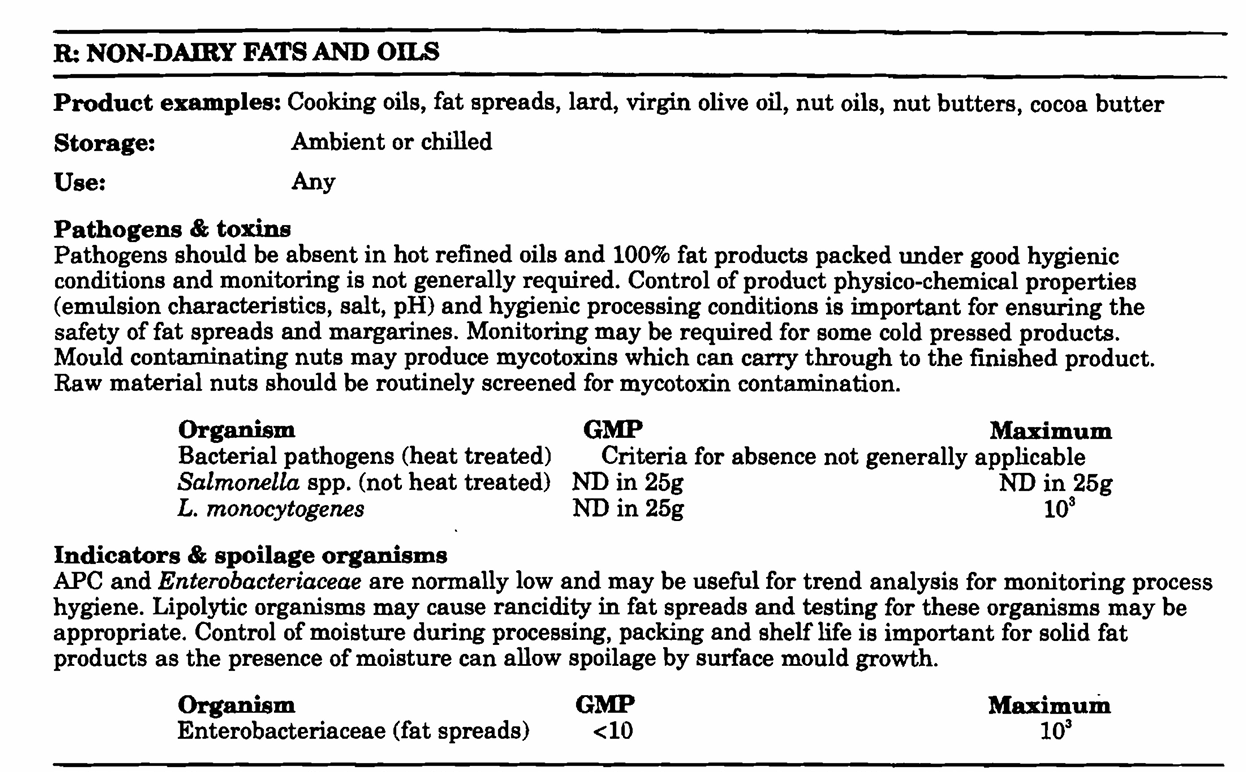 R: NON-DAIRY FATS AND OILS
Product examples: Cooking oils, fat spreads, lard, virgin olive oil, nut oils, nut butters, cocoa butter
Storage: Ambient or chilled
Use: Any
Pathogens & toxins
Pathogens should be absent in hot refined oils and 100% fat products packed under good hygienic
conditions and monitoring is not generally required. Control of product physico-chemical properties
(emulsion characteristics, salt, pH) and hygienic processing conditions is important for ensuring the
safety of fat spreads and margarines. Monitoring may be required for some cold pressed products.
Mould contaminating nuts may produce mycotoxins which can carry through to the finished product.
Raw material nuts should be routinely screened for mycotoxin contamination.
Organism GMP Maximum
Bacterial pathogens (heat treated) Criteria for absence not generally applicable
Salmonella spp. (not heat treated) ND in 25g ND in 25g
L. monocytogenes ND in 25g 10³
Indicators & spoilage organisms
APC and Enterobacteriaceae are normally low and may be useful for trend analysis for monitoring process
hygiene. Lipolytic organisms may cause rancidity in fat spreads and testing for these organisms may be
appropriate. Control of moisture during processing, packing and shelf life is important for solid fat
products as the presence of moisture can allow spoilage by surface mould growth.
Organism GMP Maximum
Enterobacteriaceae (fat spreads) <10 10³